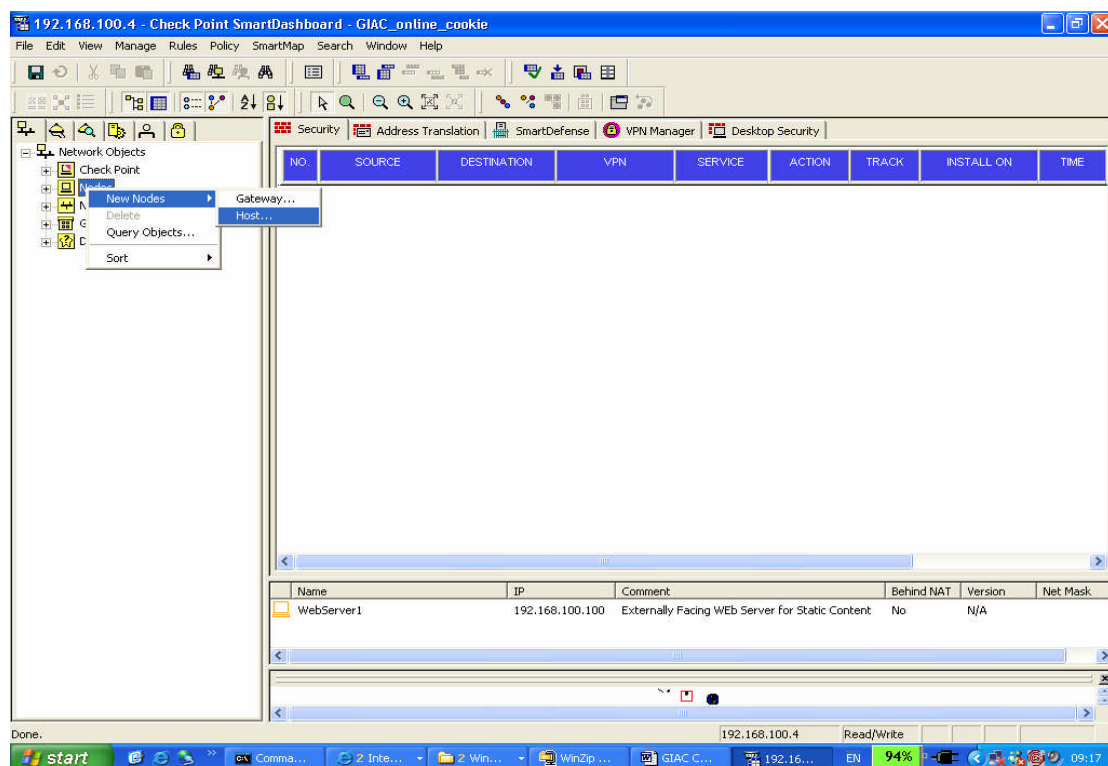 192.168.100.4 - Check Point SmartDashboard - GIAC_online_cookie
File Edit View Manage Rules Policy SmartMap Search Window Help
Security Address Translation SmartDefense VPN Manager Desktop Security
Network Objects
Check Point
Nodes
N
G
D
New Nodes
Delete
Query Objects...
Sort
Gateway...
Host...
NO. SOURCE DESTINATION VPN SERVICE ACTION TRACK INSTALL ON TIME
Name IP Comment Behind NAT Version Net Mask
WebServer1 192.168.100.100 Externally Facing WEb Server for Static Content No N/A
Done. 192.168.100.4 Read/Write
start Comma... 2 Inte... 2 Win... WinZip ... GIAC C... 192.16... EN 94% 09:17